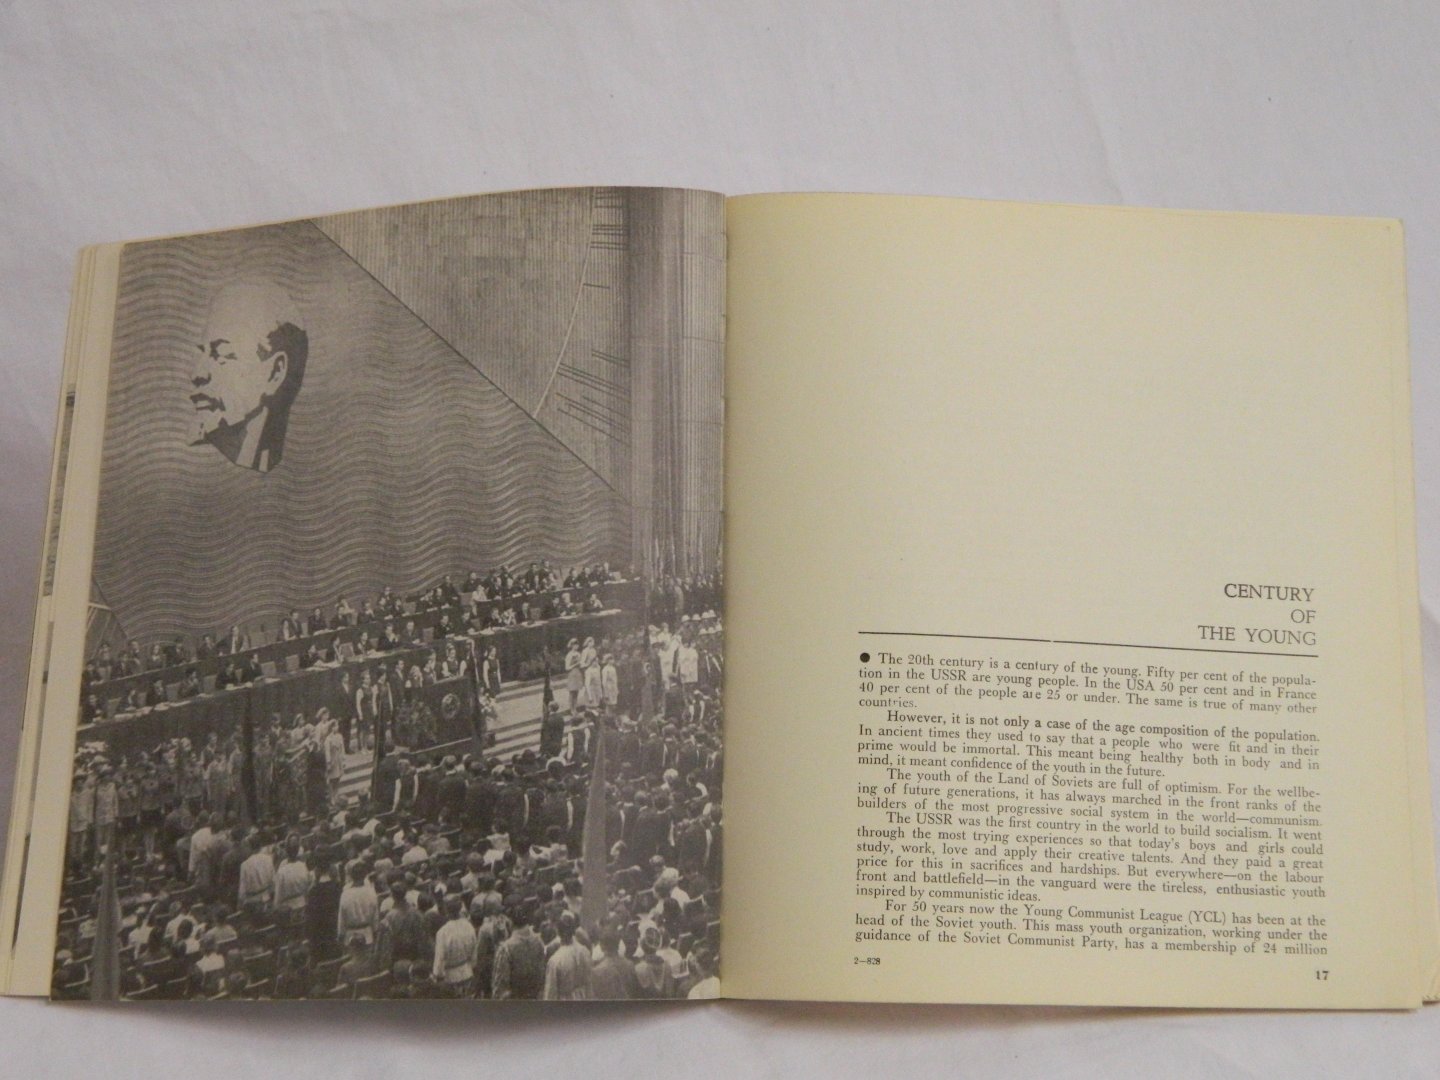 CENTURY
OF
THE YOUNG
● The 20th century is a century of the young. Fifty per cent of the popula-
tion in the USSR are young people. In the USA 50 per cent and in France
40 per cent of the people are 25 or under. The same is true of many other
countries.
However, it is not only a case of the age composition of the population.
In ancient times they used to say that a people who were fit and in their
prime would be immortal. This meant being healthy both in body and in
mind, it meant confidence of the youth in the future.
The youth of the Land of Soviets are full of optimism. For the wellbe-
ing of future generations, it has always marched in the front ranks of the
builders of the most progressive social system in the world—communism.
The USSR was the first country in the world to build socialism. It went
through the most trying experiences so that today's boys and girls could
study, work, love and apply their creative talents. And they paid a great
price for this in sacrifices and hardships. But everywhere—on the labour
front and battlefield—in the vanguard were the tireless, enthusiastic youth
inspired by communistic ideas.
For 50 years now the Young Communist League (YCL) has been at the
head of the Soviet youth. This mass youth organization, working under the
guidance of the Soviet Communist Party, has a membership of 24 million
2—828
17